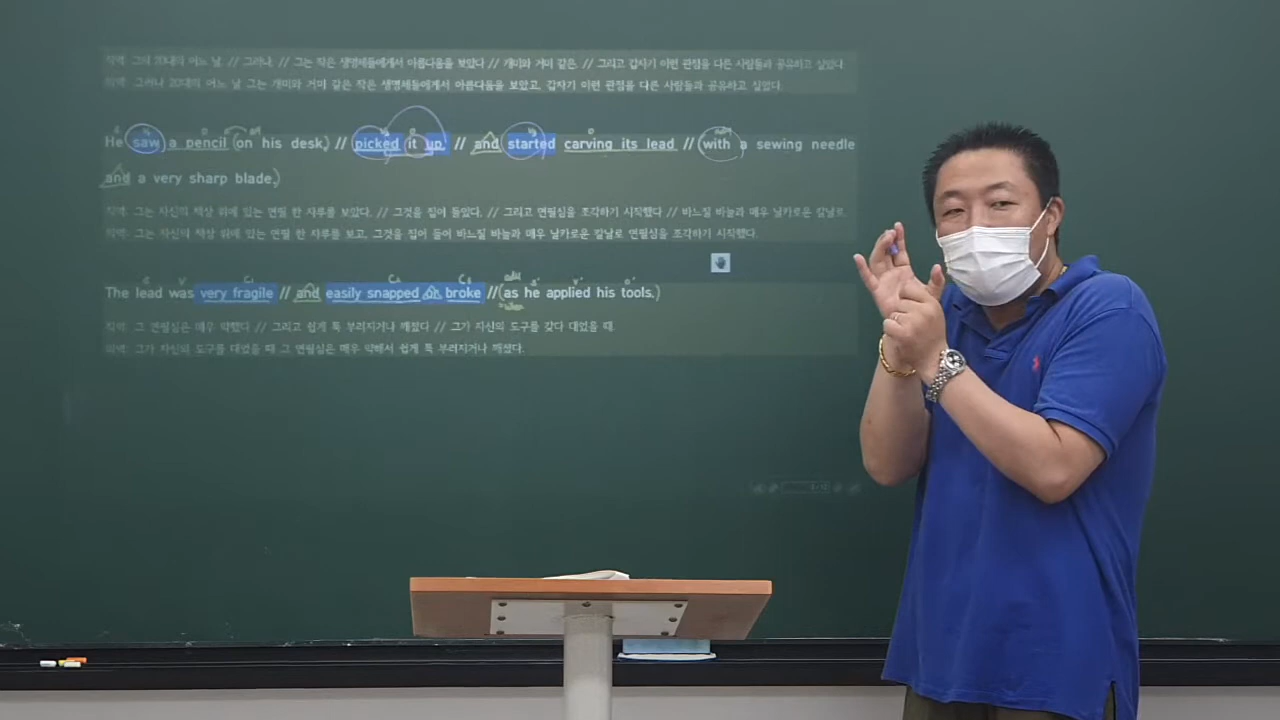 직역. 그의 20대의 어느 날. // 그러나. // 그는 작은 생명체들에게서 아름다움을 보았다 // 개미와 거미 같은. // 그리고 갑자기 이런 관점을 다른 사람들과 공유하고 싶었다
의역. 그러나 20대의 어느 날 그는 개미와 거미 같은 작은 생명체들에게서 아름다움을 보았고, 갑자기 이런 관점을 다른 사람들과 공유하고 싶었다.
He saw a pencil (on his desk,) // picked it up // and started carving its lead // (with a sewing needle
and a very sharp blade.)
직역. 그는 자신의 책상 위에 있는 연필 한 자루를 보았다. // 그것을 집어 들었다. // 그리고 연필심을 조각하기 시작했다 // 바느질 바늘과 매우 날카로운 칼날로.
의역. 그는 자신의 책상 위에 있는 연필 한 자루를 보고, 그것을 집어 들어 바느질 바늘과 매우 날카로운 칼날로 연필심을 조각하기 시작했다.
The lead was very fragile // and easily snapped or broke //(as he applied his tools.)
직역. 그 연필심은 매우 약했다 // 그리고 쉽게 툭 부러지거나 깨졌다 // 그가 자신의 도구를 갖다 대었을 때.
의역. 그가 자신의 도구를 대었을 때 그 연필심은 매우 약해서 쉽게 툭 부러지거나 깨졌다.